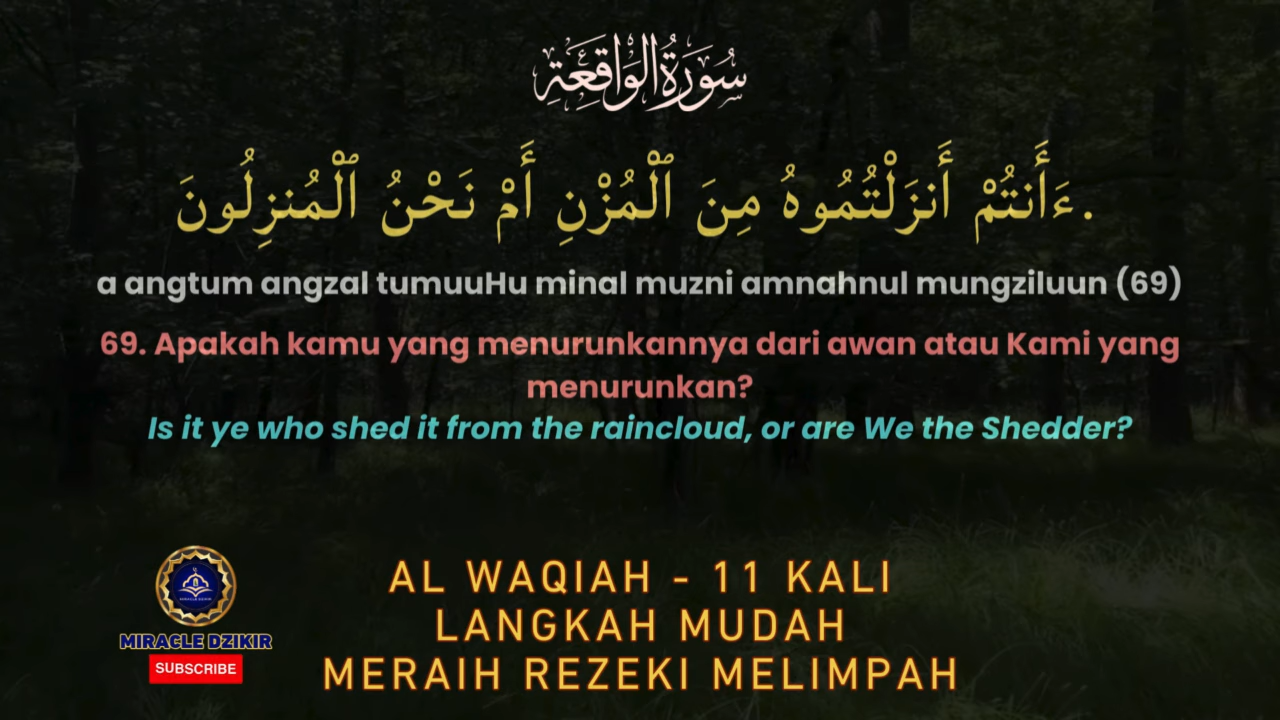 سُورَةُ الوَاقِعَةِ
ءَأَنتُمْ أَنزَلْتُمُوهُ مِنَ ٱلْمُزْنِ أَمْ نَحْنُ ٱلْمُنزِلُونَ.
a angtum angzal tumuuHu minal muzni amnahnul mungziluun (69)
69. Apakah kamu yang menurunkannya dari awan atau Kami yang
menurunkan?
Is it ye who shed it from the raincloud, or are We the Shedder?
AL WAQIAH - 11 KALI
LANGKAH MUDAH
MERAIH REZEKI MELIMPAH
MIRACLE DZIKIR
MIRACLE DZIKIR
SUBSCRIBE